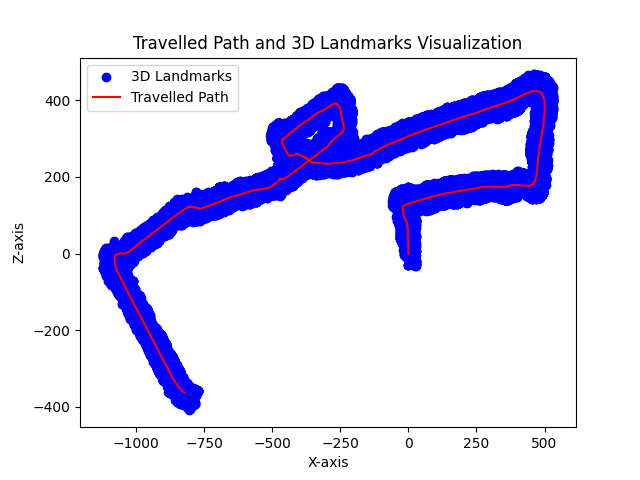 Travelled Path and 3D Landmarks Visualization
3D Landmarks
Travelled Path
400
200
0
−200
−400
Z-axis
−1000
−750
−500
−250
0
250
500
X-axis